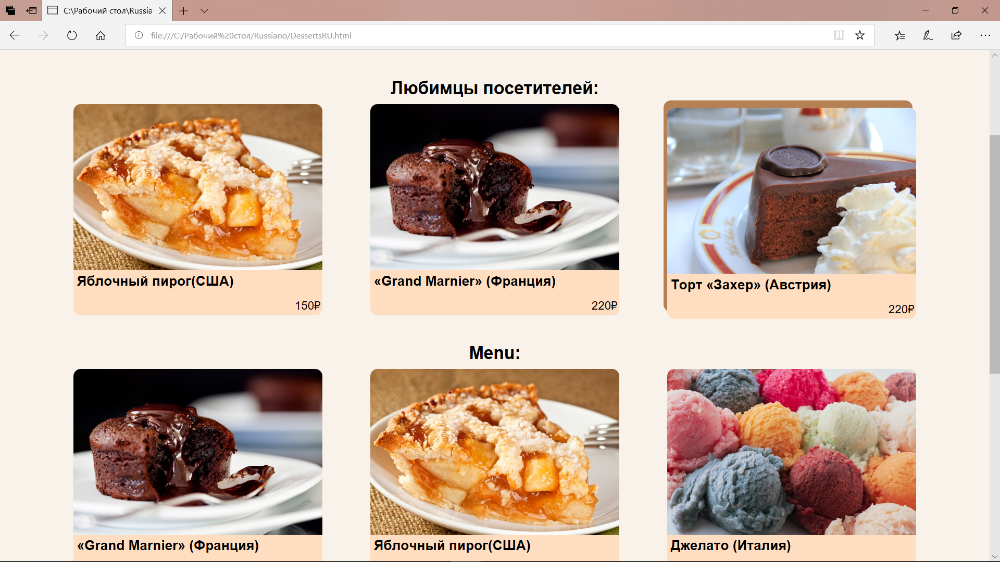 C:\Рабочий стол\Russia
file:///C:/Рабочий%20стол/Russiano/DessertsRU.html
Любимцы посетителей:
Яблочный пирог(США)
150₽
«Grand Marnier» (Франция)
220₽
Торт «Захер» (Австрия)
220₽
Menu:
«Grand Marnier» (Франция)
Яблочный пирог(США)
Джелато (Италия)